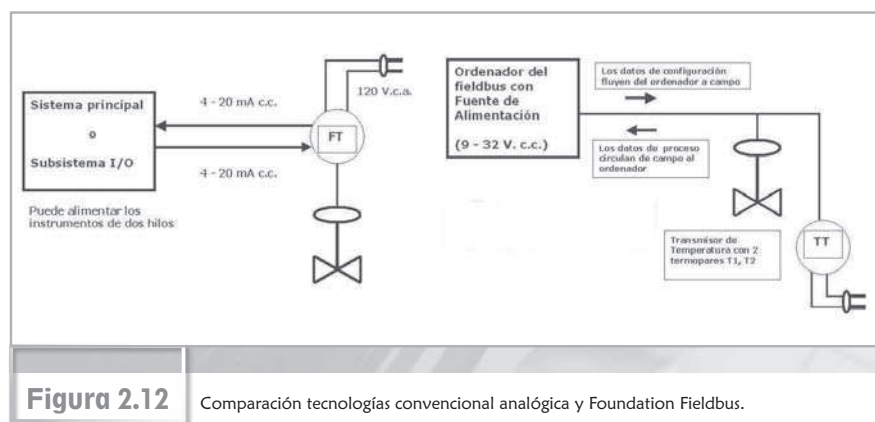 Sistema principal
o
Subsistema I/O
Puede alimentar los
instrumentos de dos hilos
4 - 20 mA c.c.
4 - 20 mA c.c.
120 V.c.a.
FT
Ordenador del
fieldbus con
Fuente de
Alimentación
(9 - 32 V. c.c.)
Los datos de configuración
fluyen del ordenador a campo
Los datos de proceso
circulan de campo al
ordenador
Transmisor de
Temperatura con 2
termopares T1, T2
TT
Figura 2.12
Comparación tecnologías convencional analógica y Foundation Fieldbus.